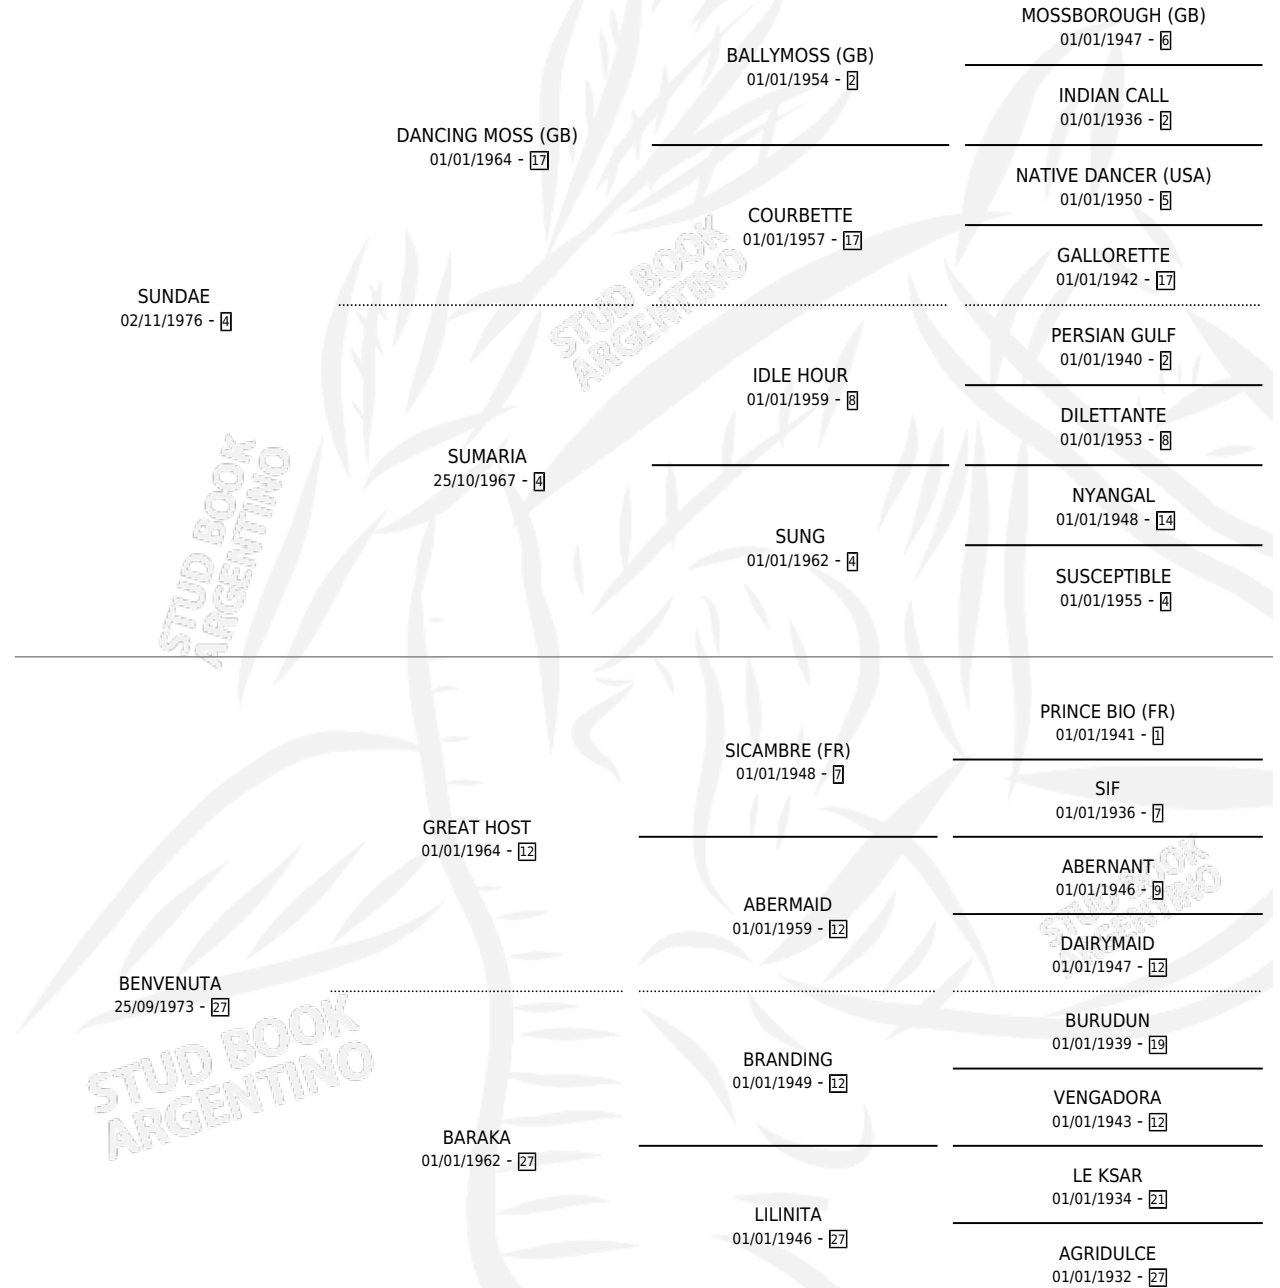 MOSSBOROUGH (GB)
01/01/1947 - 6
BALLYMOSS (GB)
01/01/1954 - 2
INDIAN CALL
01/01/1936 - 2
DANCING MOSS (GB)
01/01/1964 - 17
NATIVE DANCER (USA)
01/01/1950 - 5
COURBETTE
01/01/1957 - 17
GALLORETTE
01/01/1942 - 17
SUNDAE
02/11/1976 - 4
STUD BOOK
ARGENTINO
PERSIAN GULF
01/01/1940 - 2
IDLE HOUR
01/01/1959 - 8
DILETTANTE
01/01/1953 - 8
SUMARIA
25/10/1967 - 4
NYANGAL
01/01/1948 - 14
SUNG
01/01/1962 - 4
SUSCEPTIBLE
01/01/1955 - 4
STUD BOOK
ARGENTINO
PRINCE BIO (FR)
01/01/1941 - 1
SICAMBRE (FR)
01/01/1948 - 7
SIF
01/01/1936 - 7
GREAT HOST
01/01/1964 - 12
ABERNANT
01/01/1946 - 9
ABERMAID
01/01/1959 - 12
STUD BOOK
ARGENTINO
DAIRYMAID
01/01/1947 - 12
BENVENUTA
25/09/1973 - 27
BURUDUN
01/01/1939 - 19
BRANDING
01/01/1949 - 12
STUD BOOK
ARGENTINO
VENGADORA
01/01/1943 - 12
BARAKA
01/01/1962 - 27
LE KSAR
01/01/1934 - 21
LILINITA
01/01/1946 - 27
AGRIDULCE
01/01/1932 - 27